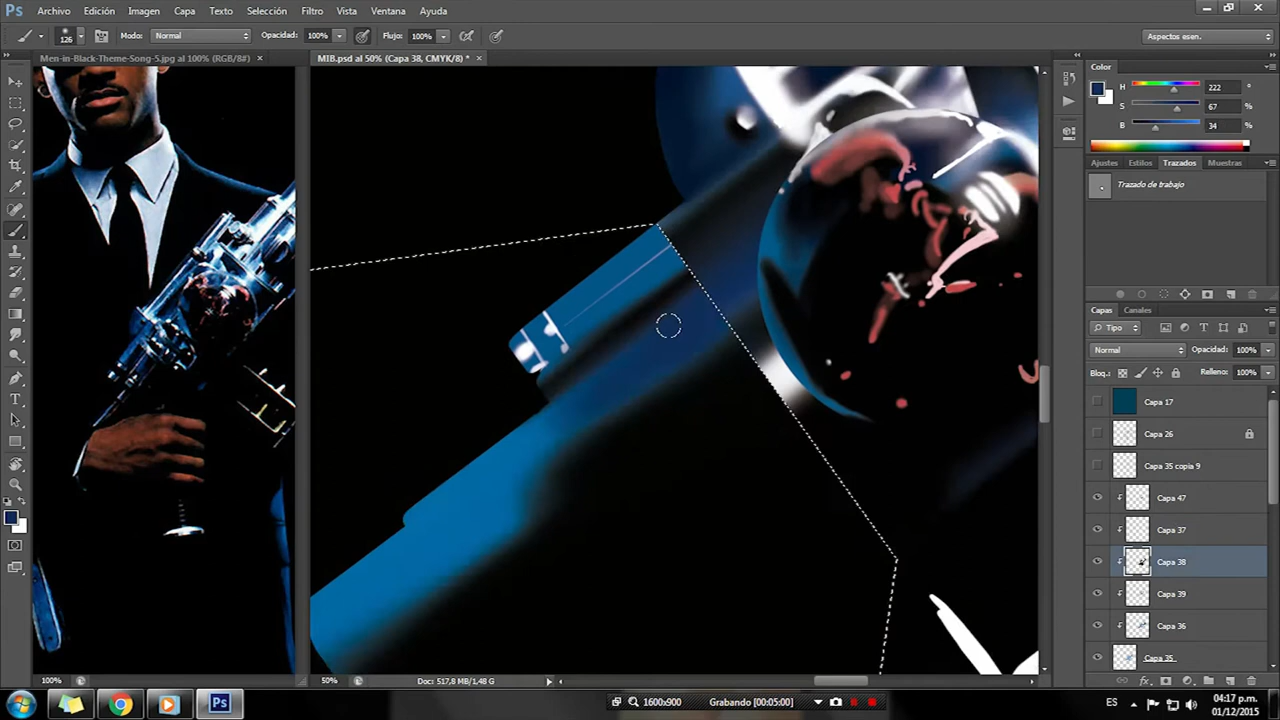 Ps Archivo Edición Imagen Capa Texto Selección Filtro Vista Ventana Ayuda
126 Modo: Normal Opacidad: 100% Flujo: 100% Aspectos esen.
Men-in-Black-Theme-Song-S.jpg al 100% (RGB/8#) × MIB.psd al 50% (Capa 38, CMYK/8) * ×
Color
H 222 °
S 67 %
B 34 %
Ajustes Estilos Trazados Muestras
Trazado de trabajo
Capas Canales
Tipo
Normal Opacidad: 100%
Bloq.: Relleno: 100%
Capa 17
Capa 26
Capa 35 copia 9
Capa 47
Capa 37
Capa 38
Capa 39
Capa 36
Capa 35
100% 50% Doc: 517,8 MB/1,48 G
Ps 1600x900 Grabando [00:05:00] ES 04:17 p.m.
01/12/2015